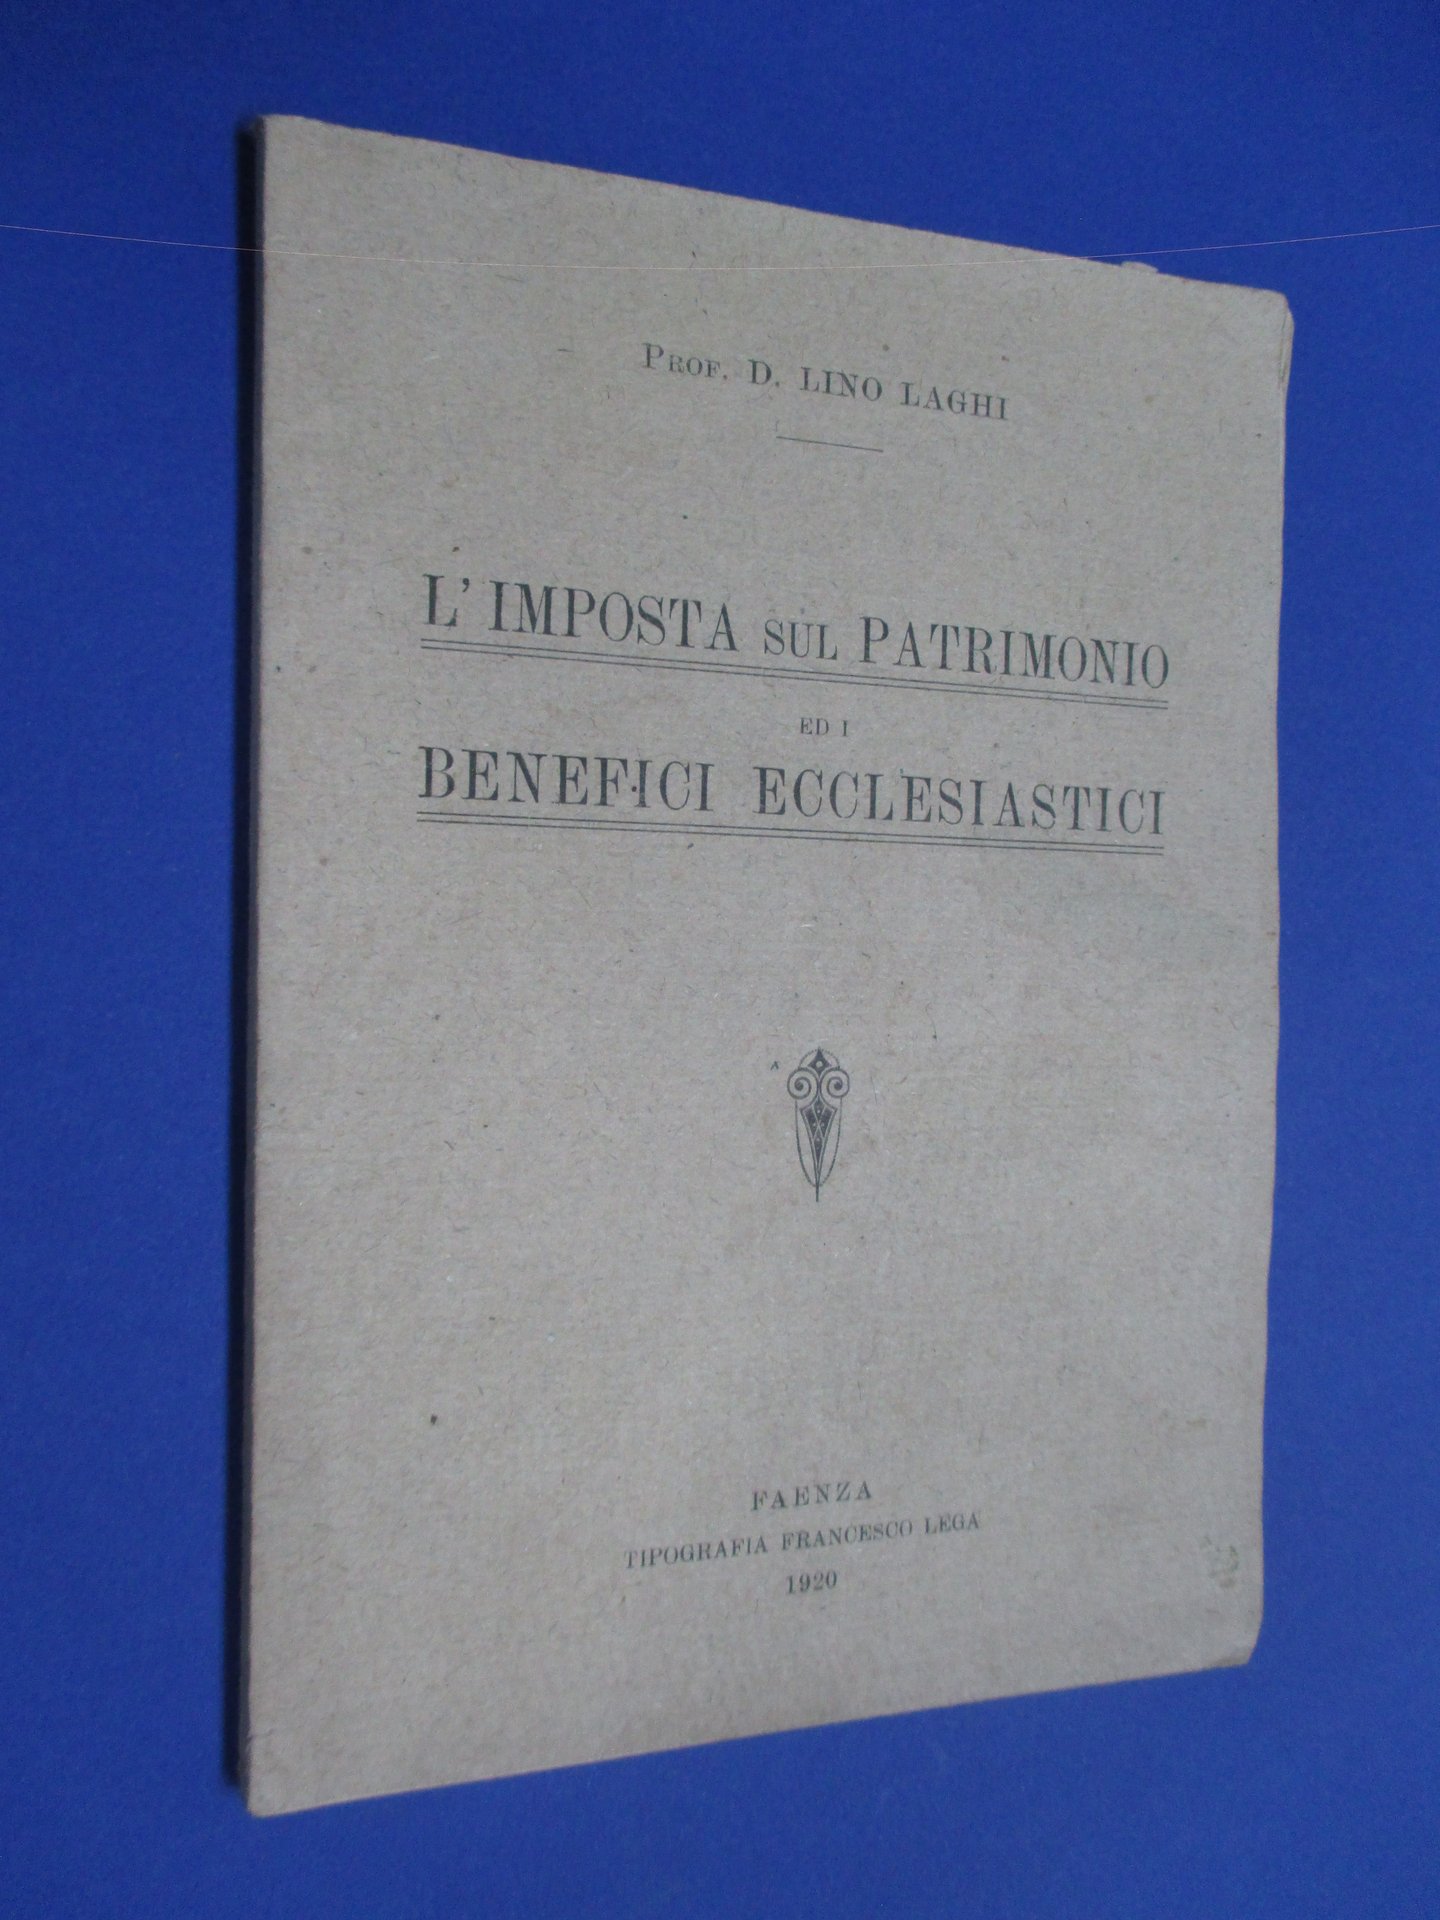 PROF. D. LINO LAGHI
L' IMPOSTA SUL PATRIMONIO
ED I
BENEFICI ECCLESIASTICI
FAENZA
TIPOGRAFIA FRANCESCO LEGA
1920